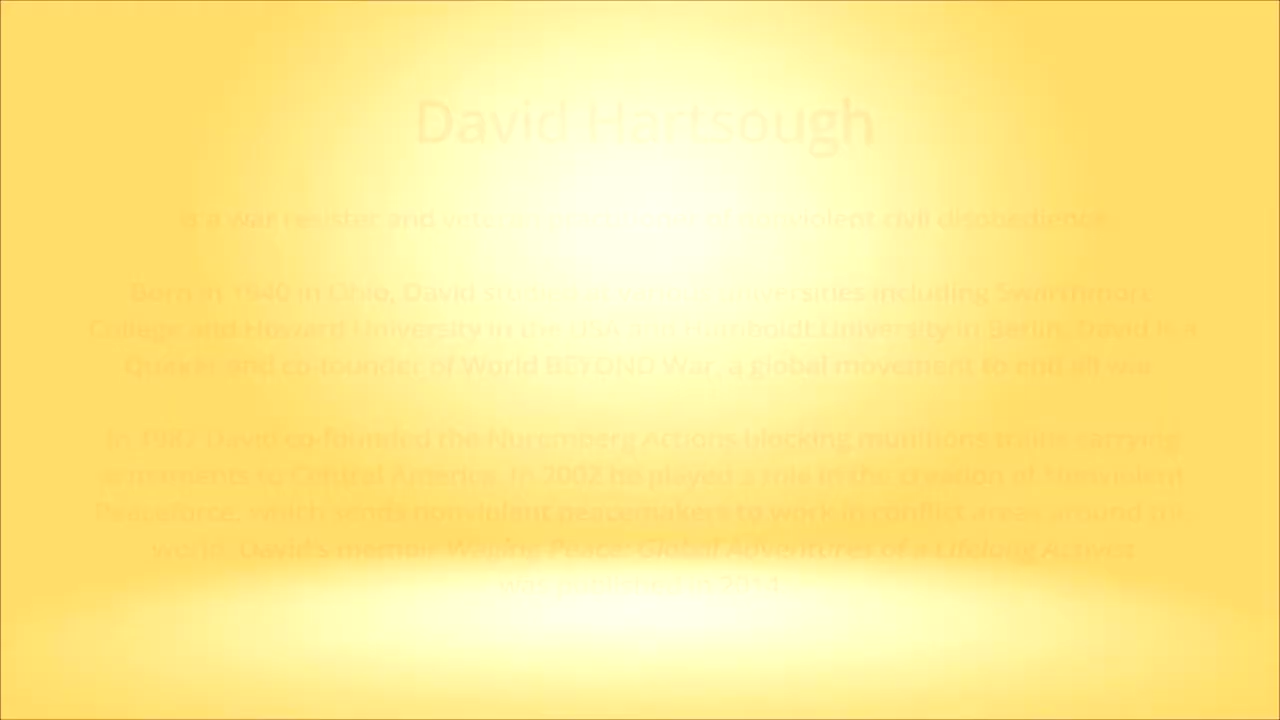 David Hartsough
is a war resister and veteran of nonviolent civil disobedience.
Born in 1940 in Ohio, David studied at universities including Swarthmore
College and Howard University in the USA and Humboldt University in Berlin. David is a
Quaker and co-founder of World BEYOND War, a global movement to end all war.
In 1987 David co-founded the Nuremberg Actions blocking munitions trains carrying
armaments to Central America. In 2002 he played a role in the creation of Nonviolent
Peaceforce, which sends nonviolent peacemakers to work in conflict areas around the
world. David's memoir Waging Peace: Global Adventures of a Lifelong Activist
was published in 2014.